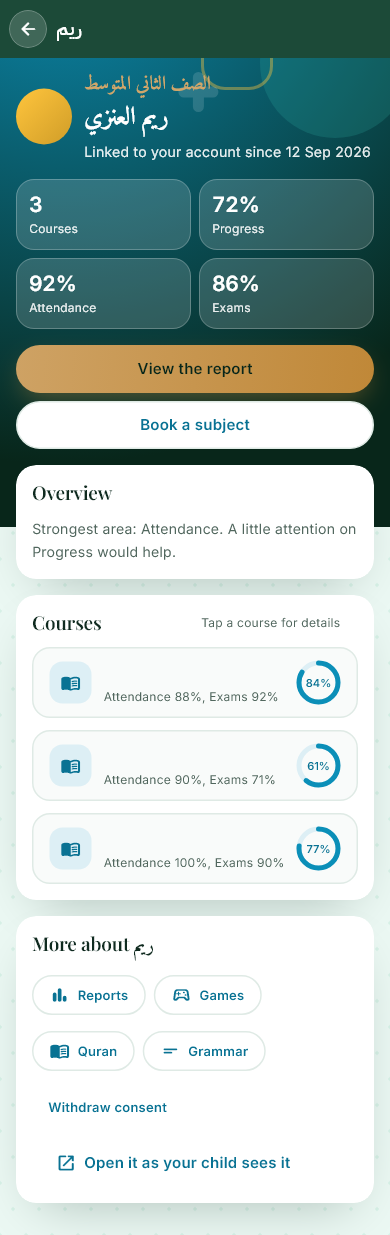 ريم
الصف الثاني المتوسط
ريم العنزي
Linked to your account since 12 Sep 2026
3
Courses
72%
Progress
92%
Attendance
86%
Exams
View the report
Book a subject
Overview
Strongest area: Attendance. A little attention on
Progress would help.
Courses
Tap a course for details
Attendance 88%, Exams 92%
84%
Attendance 90%, Exams 71%
61%
Attendance 100%, Exams 90%
77%
More about ريم
Reports
Games
Quran
Grammar
Withdraw consent
Open it as your child sees it